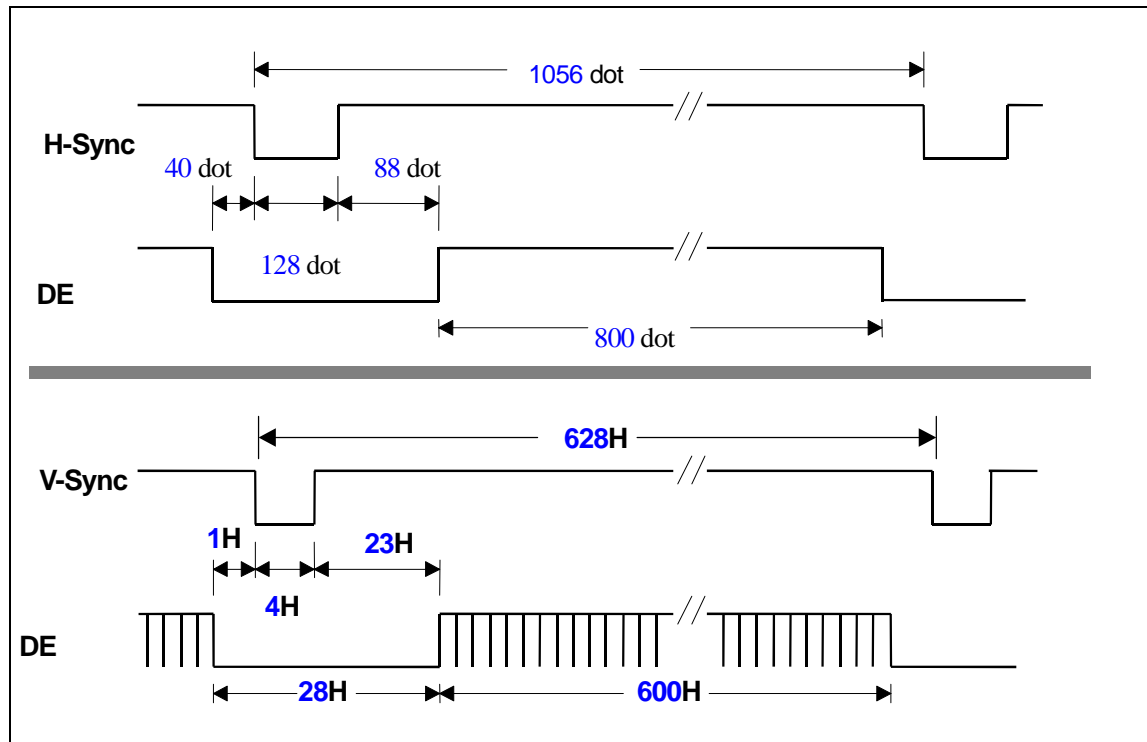 1056 dot
H-Sync
40 dot
88 dot
128 dot
DE
800 dot
628H
V-Sync
1H
23H
4H
DE
28H
600H